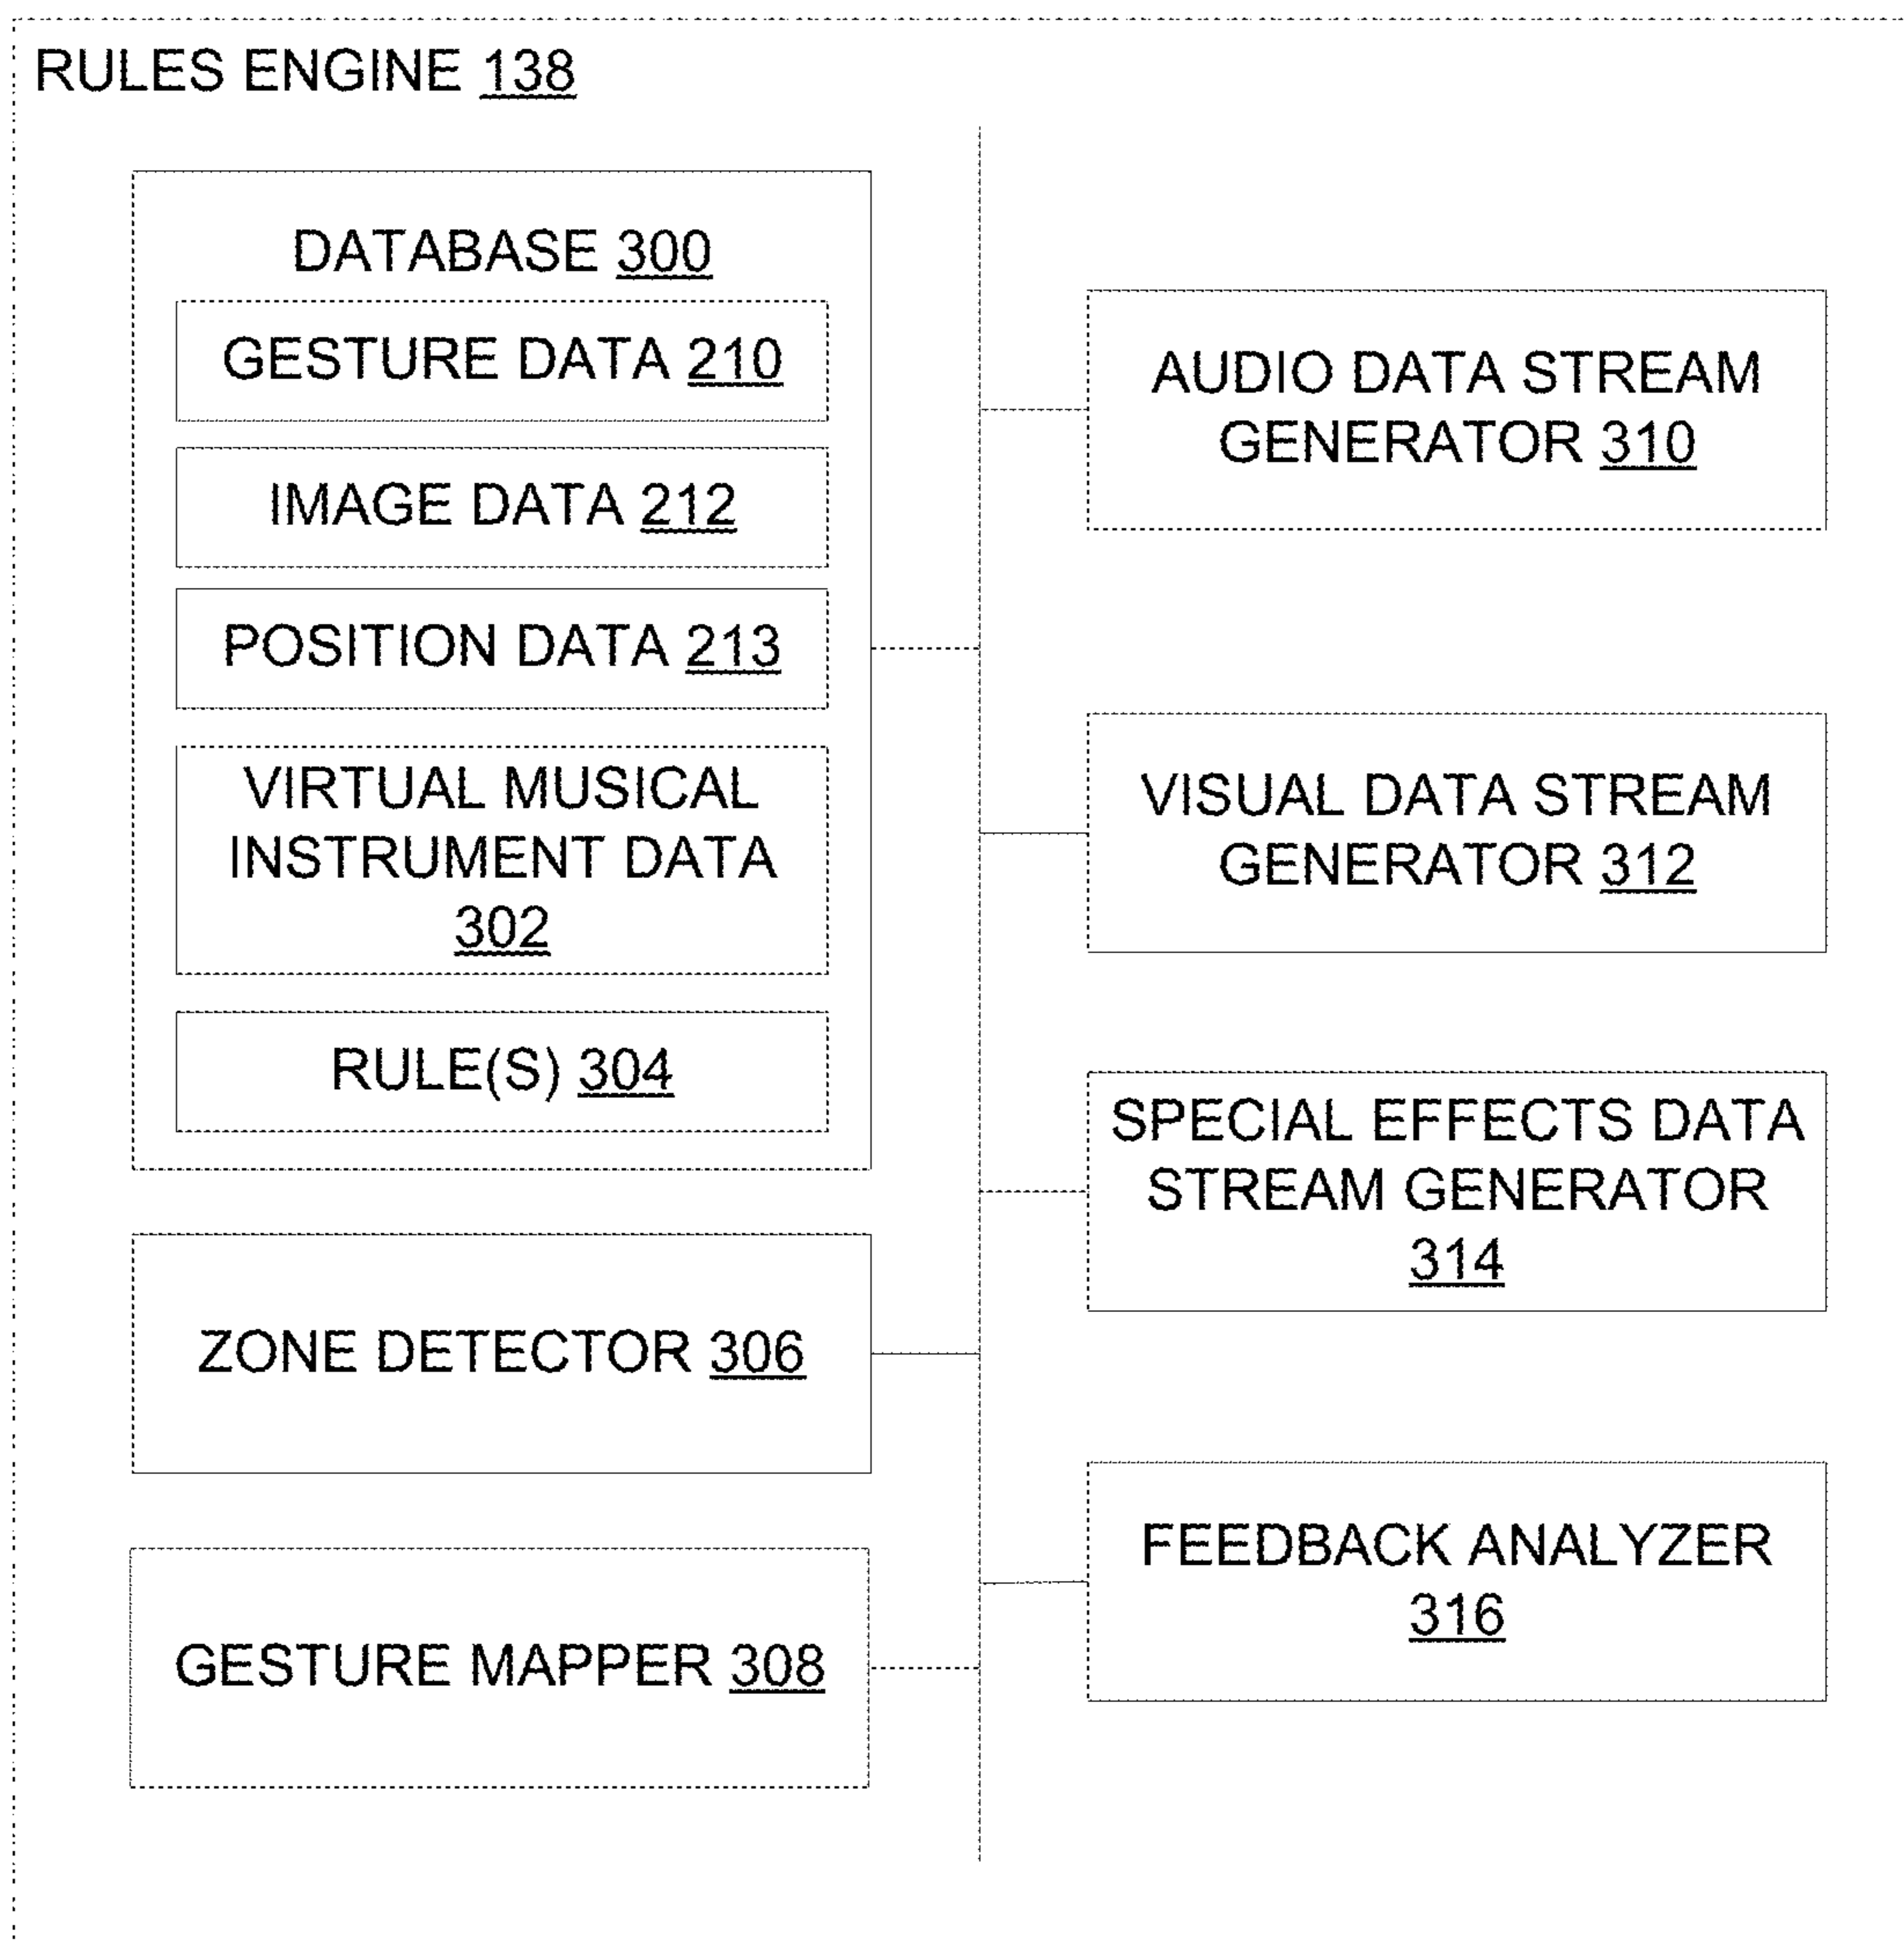 RULES ENGINE 138
DATABASE 300
GESTURE DATA 210
IMAGE DATA 212
POSITION DATA 213
VIRTUAL MUSICAL
INSTRUMENT DATA
302
RULE(S) 304
ZONE DETECTOR 306
GESTURE MAPPER 308
AUDIO DATA STREAM
GENERATOR 310
VISUAL DATA STREAM
GENERATOR 312
SPECIAL EFFECTS DATA
STREAM GENERATOR
314
FEEDBACK ANALYZER
316